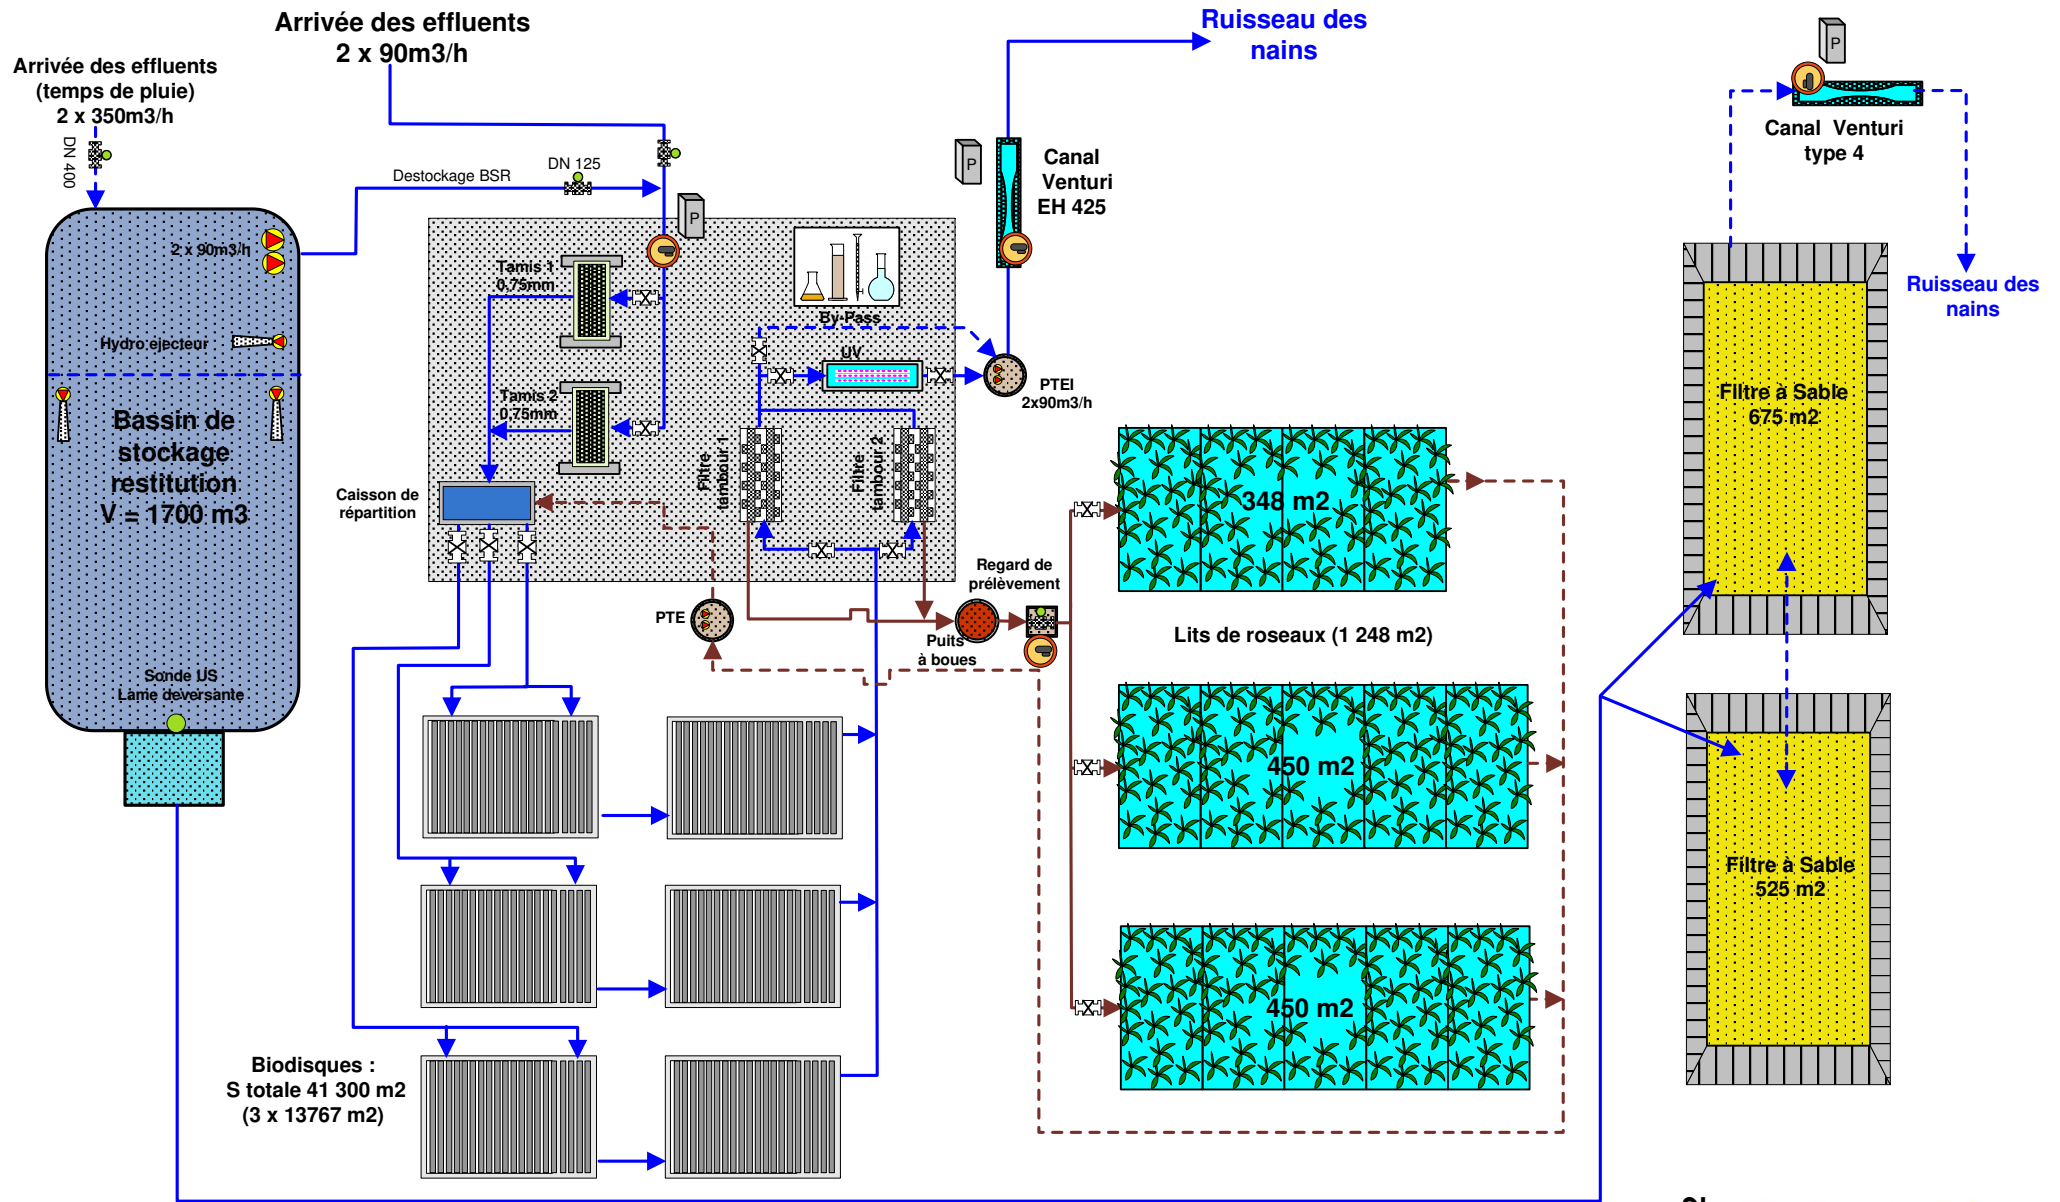 Arrivée des effluents
2 x 90m3/h
Ruisseau des
nains
Arrivée des effluents
(temps de pluie)
2 x 350m3/h
DN 400
P
Canal Venturi
type 4
Ruisseau des
nains
DN 125
Destockage BSR
P
P
Canal
Venturi
EH 425
2 x 90m3/h
Tamis 1
0,75mm
By-Pass
UV
PTEI
2x90m3/h
Hydro ejecteur
Tamis 2
0,75mm
Bassin de
stockage
restitution
V = 1700 m3
Filtre
tambour 1
Filtre
tambour 2
Caisson de
répartition
348 m2
Filtre à Sable
675 m2
Regard de
prélèvement
PTE
Puits
à boues
Lits de roseaux (1 248 m2)
Sonde US
Lame deversante
450 m2
Filtre à Sable
525 m2
450 m2
Biodisques :
S totale 41 300 m2
(3 x 13767 m2)